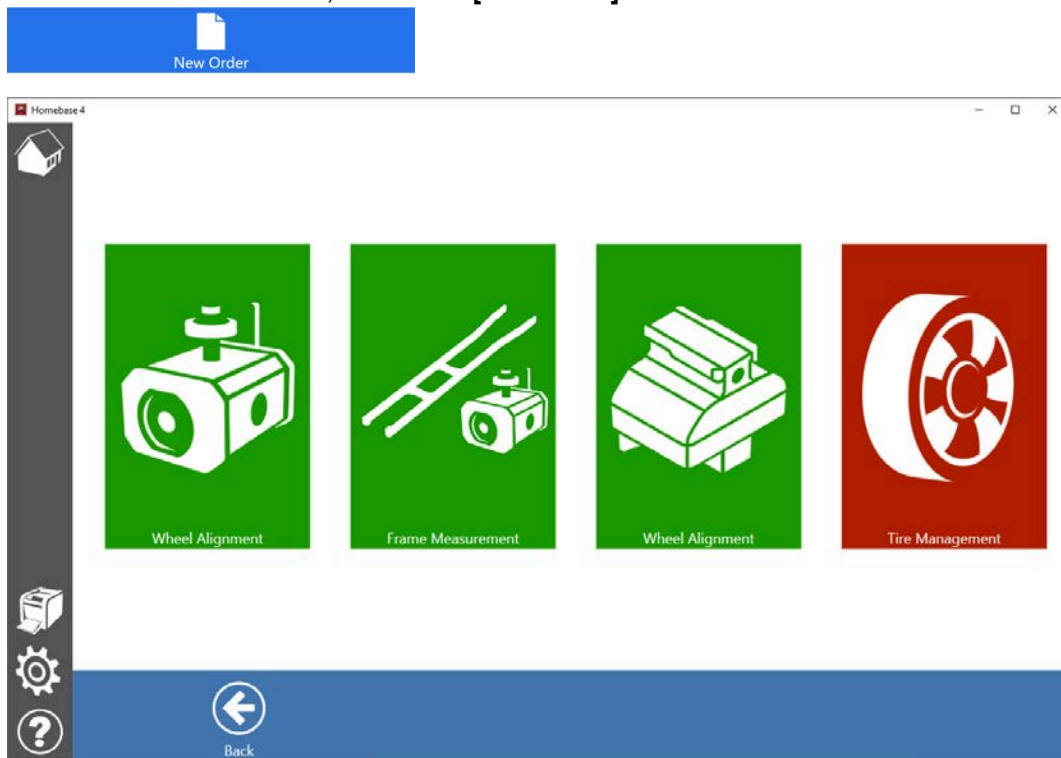 New Order
Homebase 4
Wheel Alignment
Frame Measurement
Wheel Alignment
Tire Management
Back